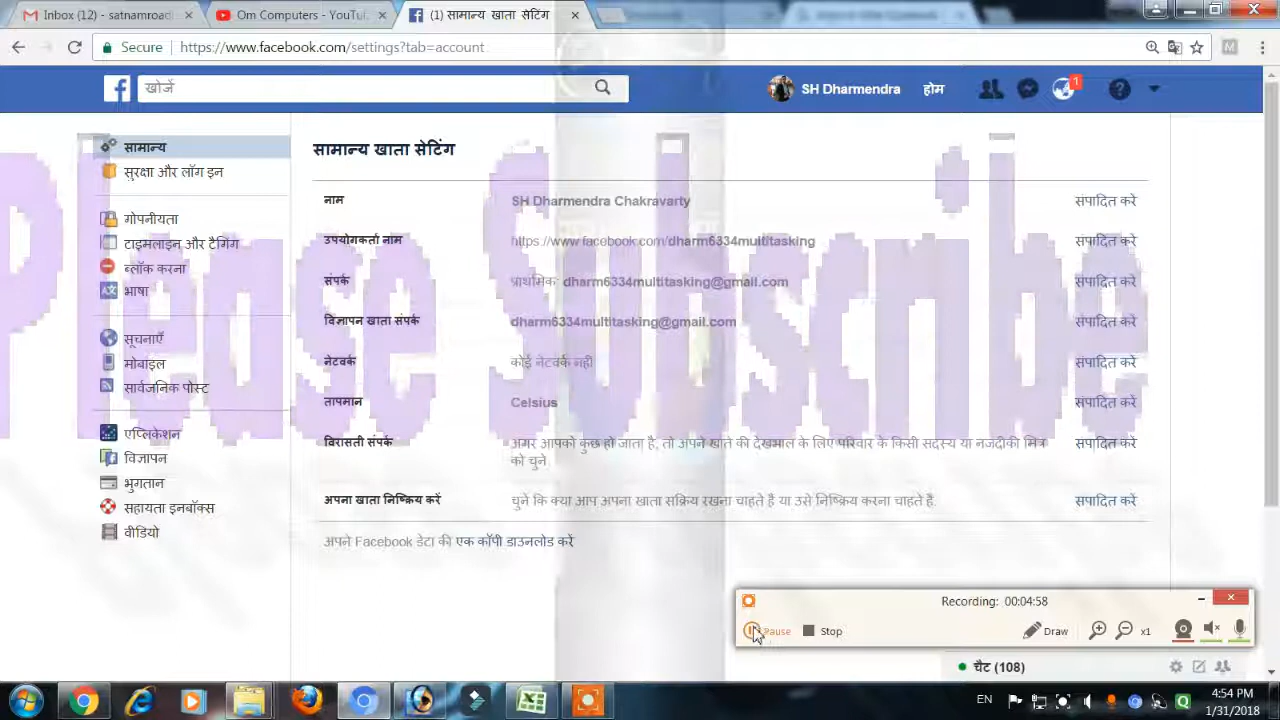 Inbox (12) - satnamroad
Om Computers - YouTu
(1) सामान्य खाता सेटिंग
Secure
https://www.facebook.com/settings?tab=account
खोजें
SH Dharmendra
होम
1
सामान्य
सुरक्षा और लॉग इन
गोपनीयता
टाइमलाइन और टैगिंग
ब्लॉक करना
भाषा
सूचनाएँ
मोबाइल
सार्वजनिक पोस्ट
एप्लिकेशन
विज्ञापन
भुगतान
सहायता इनबॉक्स
वीडियो
सामान्य खाता सेटिंग
नाम SH Dharmendra Chakravarty संपादित करें
उपयोगकर्ता नाम https://www.facebook.com/dharm6334multitasking संपादित करें
संपर्क प्राथमिक: dharm6334multitasking@gmail.com संपादित करें
विज्ञापन खाता संपर्क dharm6334multitasking@gmail.com संपादित करें
नेटवर्क कोई नेटवर्क नहीं संपादित करें
तापमान Celsius संपादित करें
विरासती संपर्क अगर आपको कुछ हो जाता है, तो अपने खाते की देखभाल के लिए परिवार के किसी सदस्य या नजदीकी मित्र संपादित करें
को चुनें
अपना खाता निष्क्रिय करें चुनें कि क्या आप अपना खाता सक्रिय रखना चाहते हैं या उसे निष्क्रिय करना चाहते हैं. संपादित करें
अपने Facebook डेटा की एक कॉपी डाउनलोड करें
Please Subscribe
Recording: 00:04:58
Pause
Stop
Draw
x1
चैट (108)
EN
4:54 PM
1/31/2018